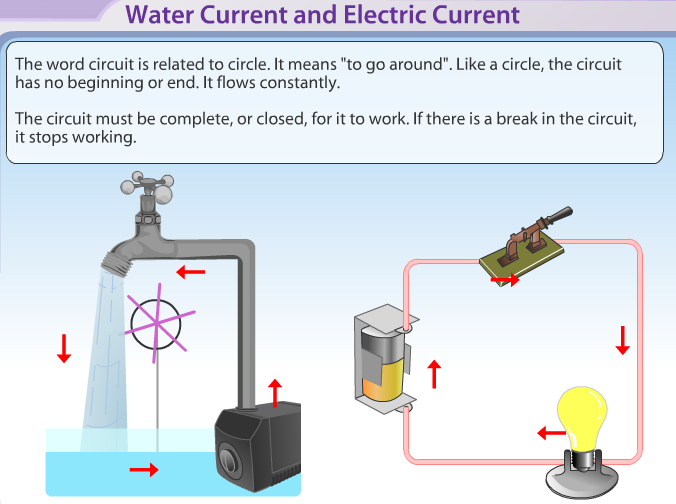 Water Current and Electric Current
The word circuit is related to circle. It means "to go around". Like a circle, the circuit
has no beginning or end. It flows constantly.
The circuit must be complete, or closed, for it to work. If there is a break in the circuit,
it stops working.